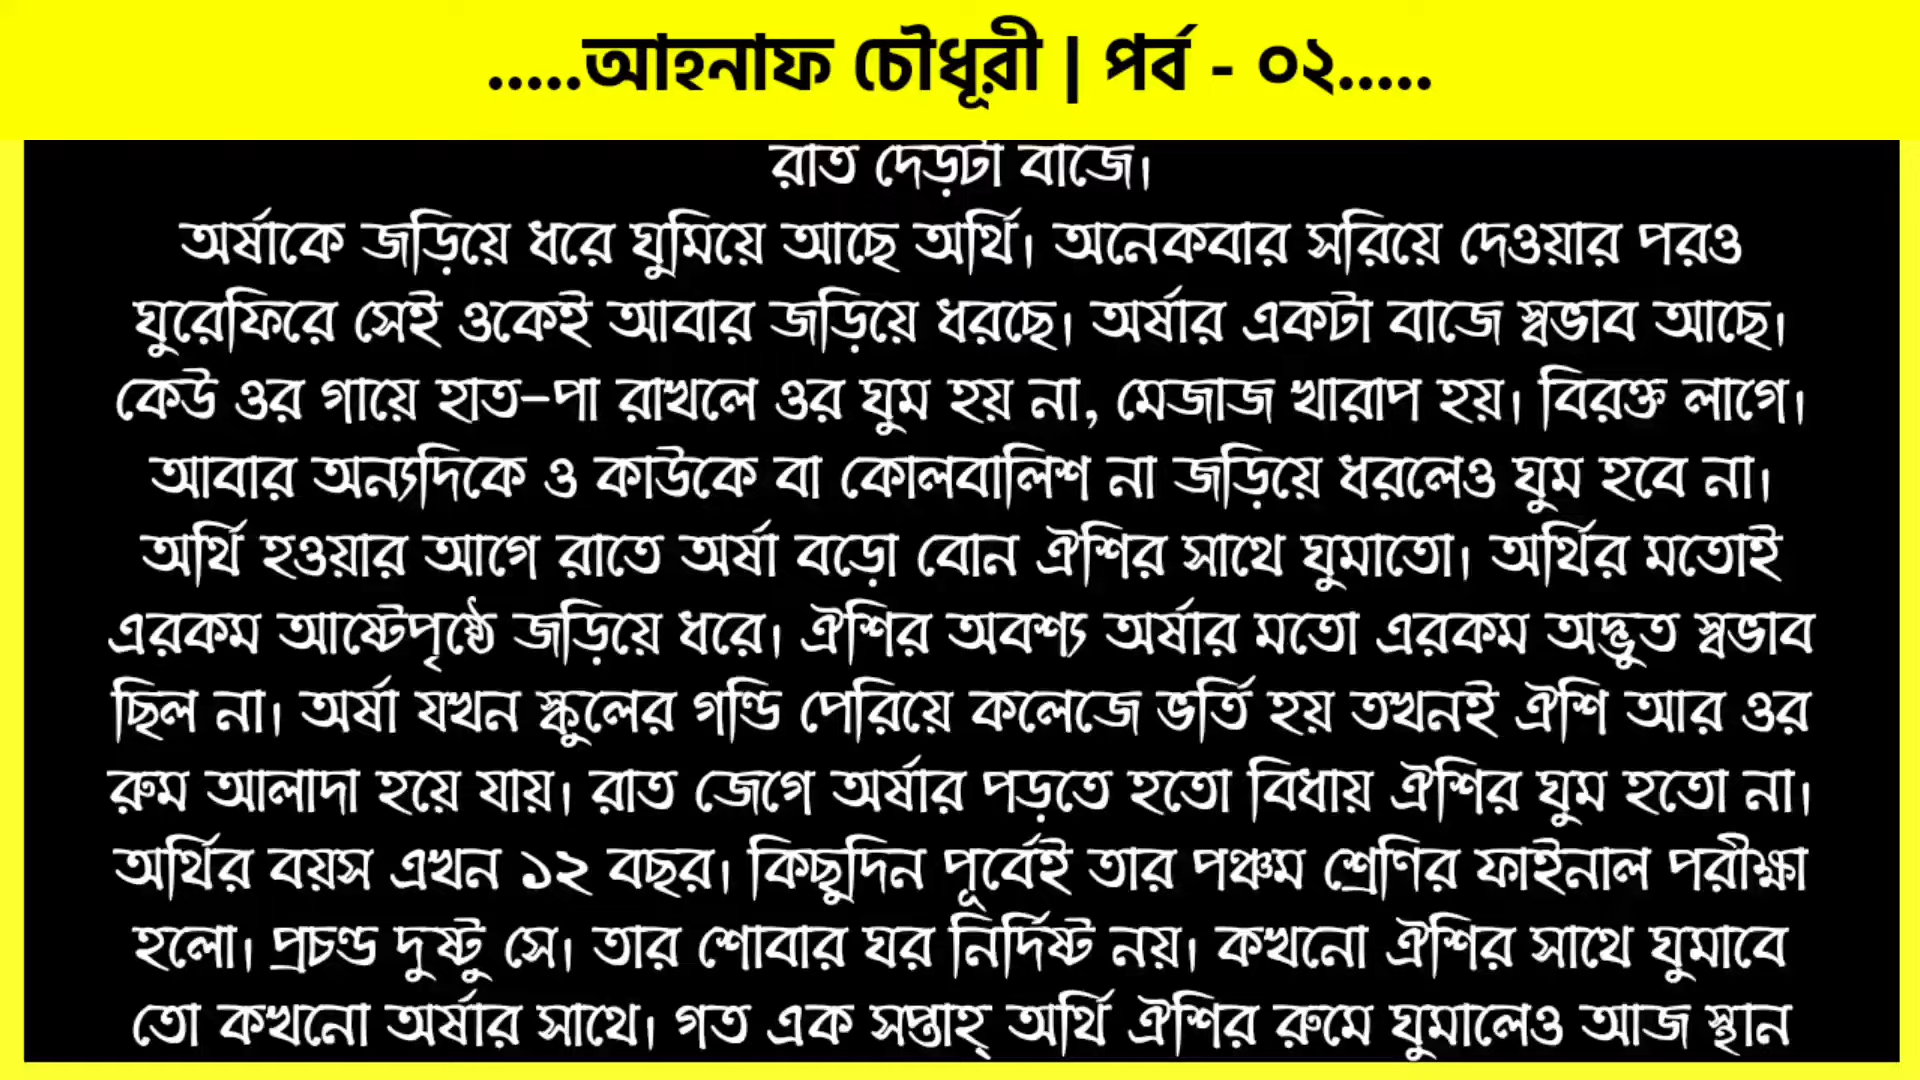 .....আহনাফ চৌধূরী | পর্ব - ০২.....
রাত দেড়টা বাজে।
অর্ষাকে জড়িয়ে ধরে ঘুমিয়ে আছে অর্থি। অনেকবার সরিয়ে দেওয়ার পরও
ঘুরেফিরে সেই ওকেই আবার জড়িয়ে ধরছে। অর্ষার একটা বাজে স্বভাব আছে।
কেউ ওর গায়ে হাত-পা রাখলে ওর ঘুম হয় না, মেজাজ খারাপ হয়। বিরক্ত লাগে।
আবার অন্যদিকে ও কাউকে বা কোলবালিশ না জড়িয়ে ধরলেও ঘুম হবে না।
অর্থি হওয়ার আগে রাতে অর্ষা বড়ো বোন ঐশির সাথে ঘুমাতো। অর্থির মতোই
এরকম আষ্টেপৃষ্ঠে জড়িয়ে ধরে। ঐশির অবশ্য অর্ষার মতো এরকম অদ্ভুত স্বভাব
ছিল না। অর্ষা যখন স্কুলের গণ্ডি পেরিয়ে কলেজে ভর্তি হয় তখনই ঐশি আর ওর
রুম আলাদা হয়ে যায়। রাত জেগে অর্ষার পড়তে হতো বিধায় ঐশির ঘুম হতো না।
অর্থির বয়স এখন ১২ বছর। কিছুদিন পূর্বেই তার পঞ্চম শ্রেণির ফাইনাল পরীক্ষা
হলো। প্রচণ্ড দুষ্টু সে। তার শোবার ঘর নির্দিষ্ট নয়। কখনো ঐশির সাথে ঘুমাবে
তো কখনো অর্ষার সাথে। গত এক সপ্তাহ্ অর্থি ঐশির রুমে ঘুমালেও আজ স্থান